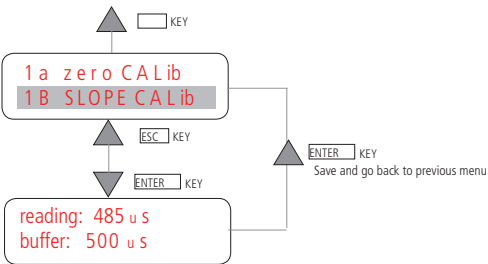 KEY
1a zero CALib
1B SLOPE CALib
ESC KEY
ENTER KEY
Save and go back to previous menu
ENTER KEY
reading: 485 us
buffer: 500 us